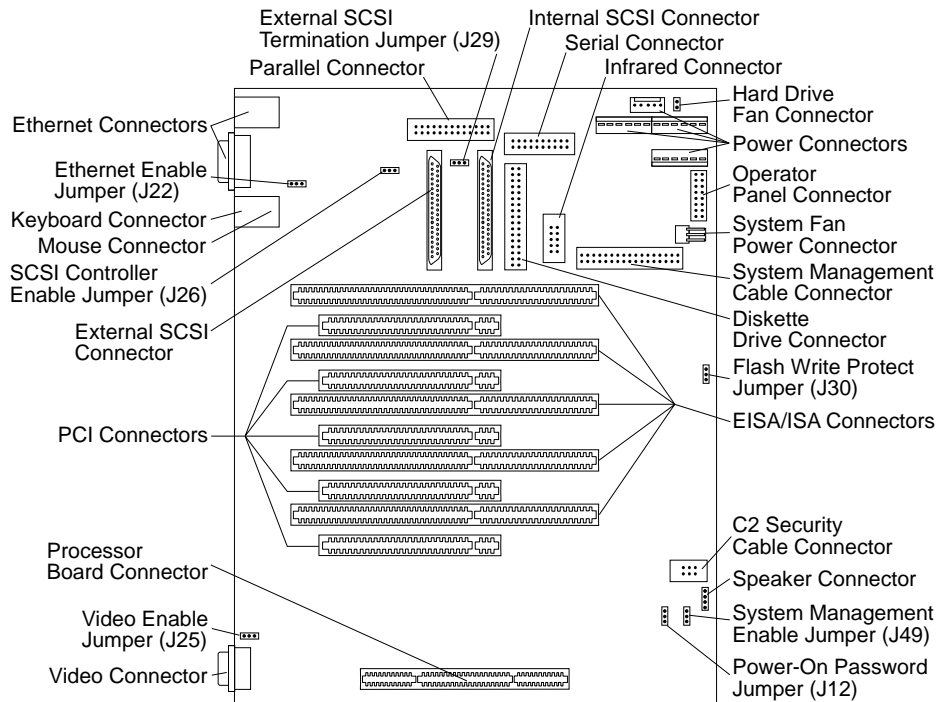 External SCSI
Termination Jumper (J29)
Parallel Connector
Internal SCSI Connector
Serial Connector
Infrared Connector
Ethernet Connectors
Ethernet Enable
Jumper (J22)
Keyboard Connector
Mouse Connector
SCSI Controller
Enable Jumper (J26)
External SCSI
Connector
PCI Connectors
Processor
Board Connector
Video Enable
Jumper (J25)
Video Connector
Hard Drive
Fan Connector
Power Connectors
Operator
Panel Connector
System Fan
Power Connector
System Management
Cable Connector
Diskette
Drive Connector
Flash Write Protect
Jumper (J30)
EISA/ISA Connectors
C2 Security
Cable Connector
Speaker Connector
System Management
Enable Jumper (J49)
Power-On Password
Jumper (J12)